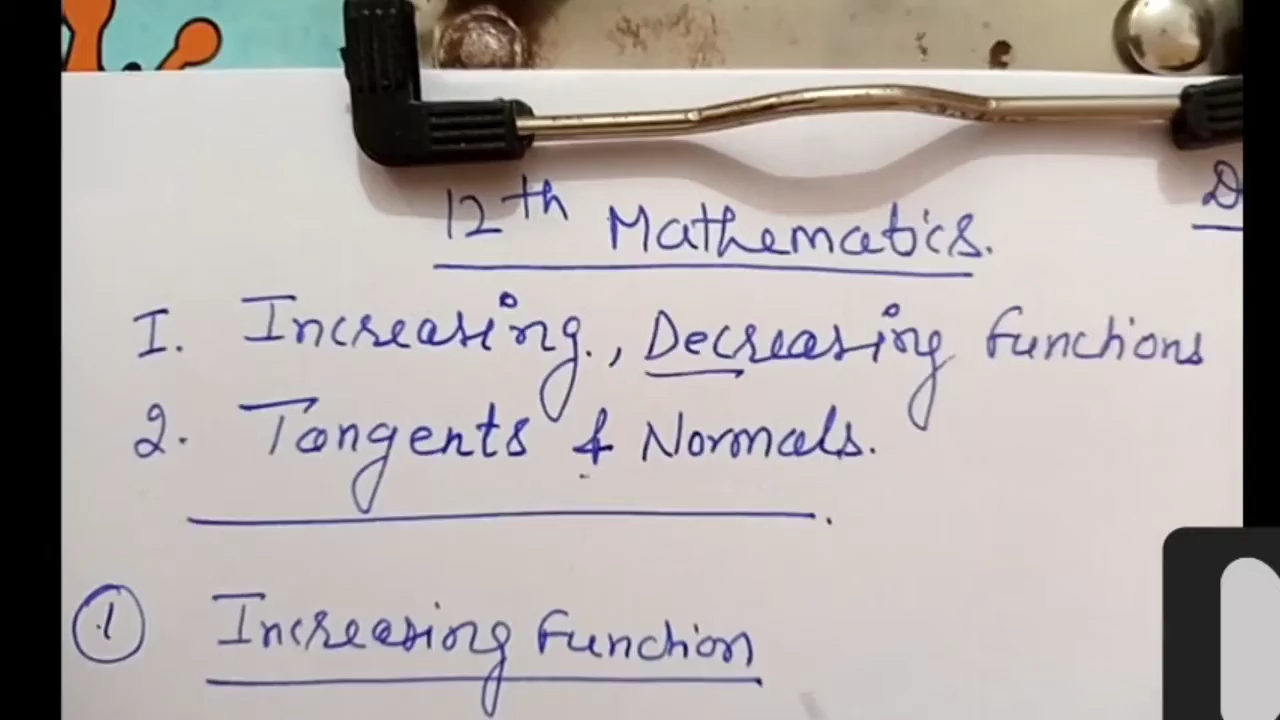 12th Mathematics.
I. Increasing., Decreasing functions
2. Tangents & Normals.
① Increasing function